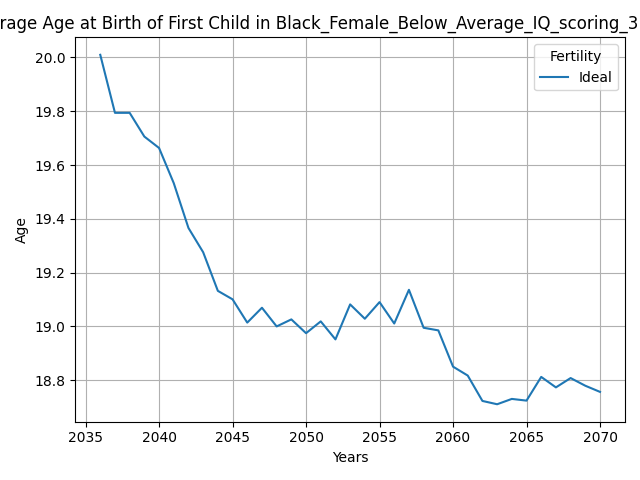 rage Age at Birth of First Child in Black_Female_Below_Average_IQ_scoring_3
Fertility
Ideal
20.0
19.8
19.6
19.4
19.2
19.0
18.8
Age
2035 2040 2045 2050 2055 2060 2065 2070
Years